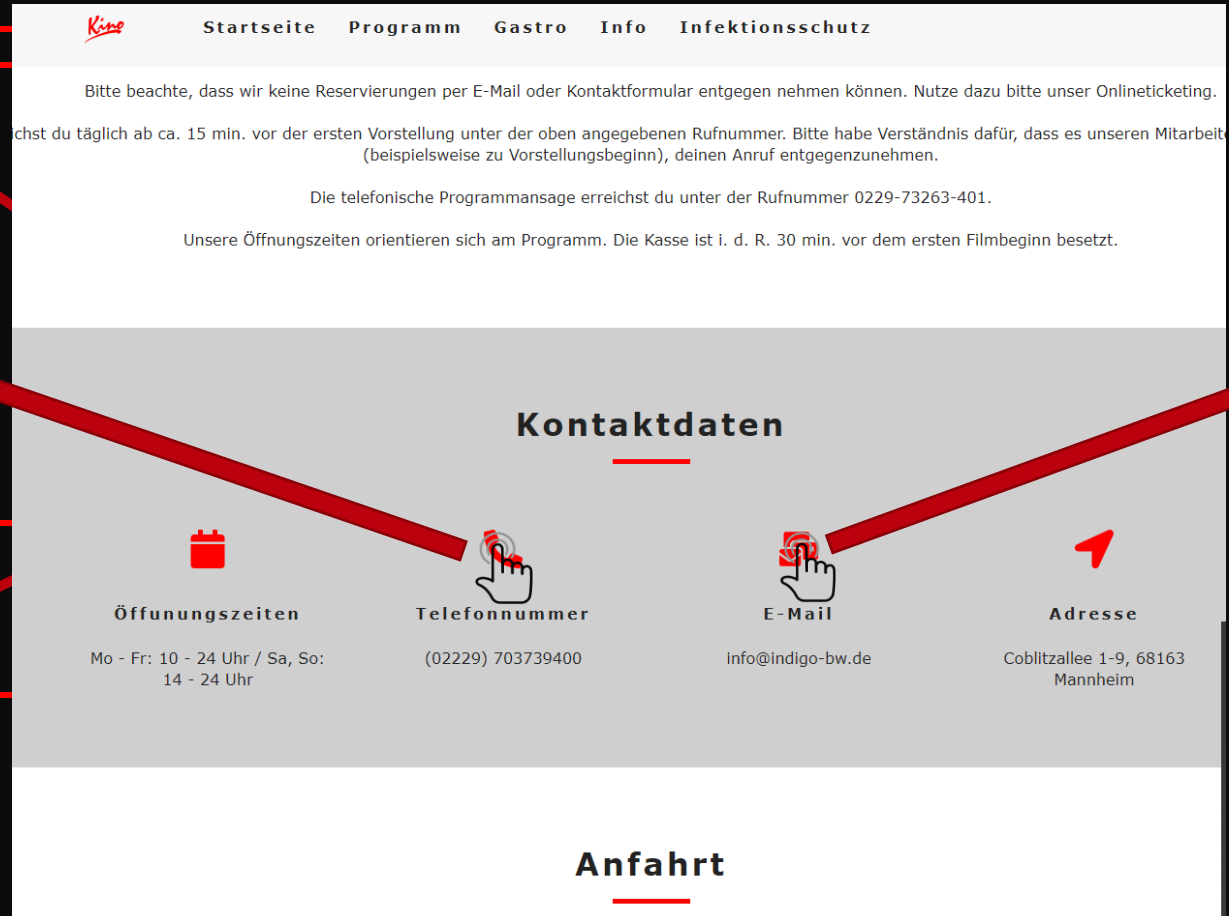 Kino
Startseite Programm Gastro Info Infektionsschutz
Bitte beachte, dass wir keine Reservierungen per E-Mail oder Kontaktformular entgegen nehmen können. Nutze dazu bitte unser Onlineticketing.
du täglich ab ca. 15 min. vor der ersten Vorstellung unter der oben angegebenen Rufnummer. Bitte habe Verständnis dafür, dass es unseren
(beispielsweise zu Vorstellungsbeginn), deinen Anruf entgegenzunehmen.
Die telefonische Programmansage erreichst du unter der Rufnummer 0229-73263-401.
Unsere Öffnungszeiten orientieren sich am Programm. Die Kasse ist i. d. R. 30 min. vor dem ersten Filmbeginn besetzt.
Kontaktdaten
Öffunungszeiten
Mo - Fr: 10 - 24 Uhr / Sa, So:
14 - 24 Uhr
Telefonnummer
(02229) 703739400
E-Mail
info@indigo-bw.de
Adresse
Coblitzallee 1-9, 68163
Mannheim
Anfahrt